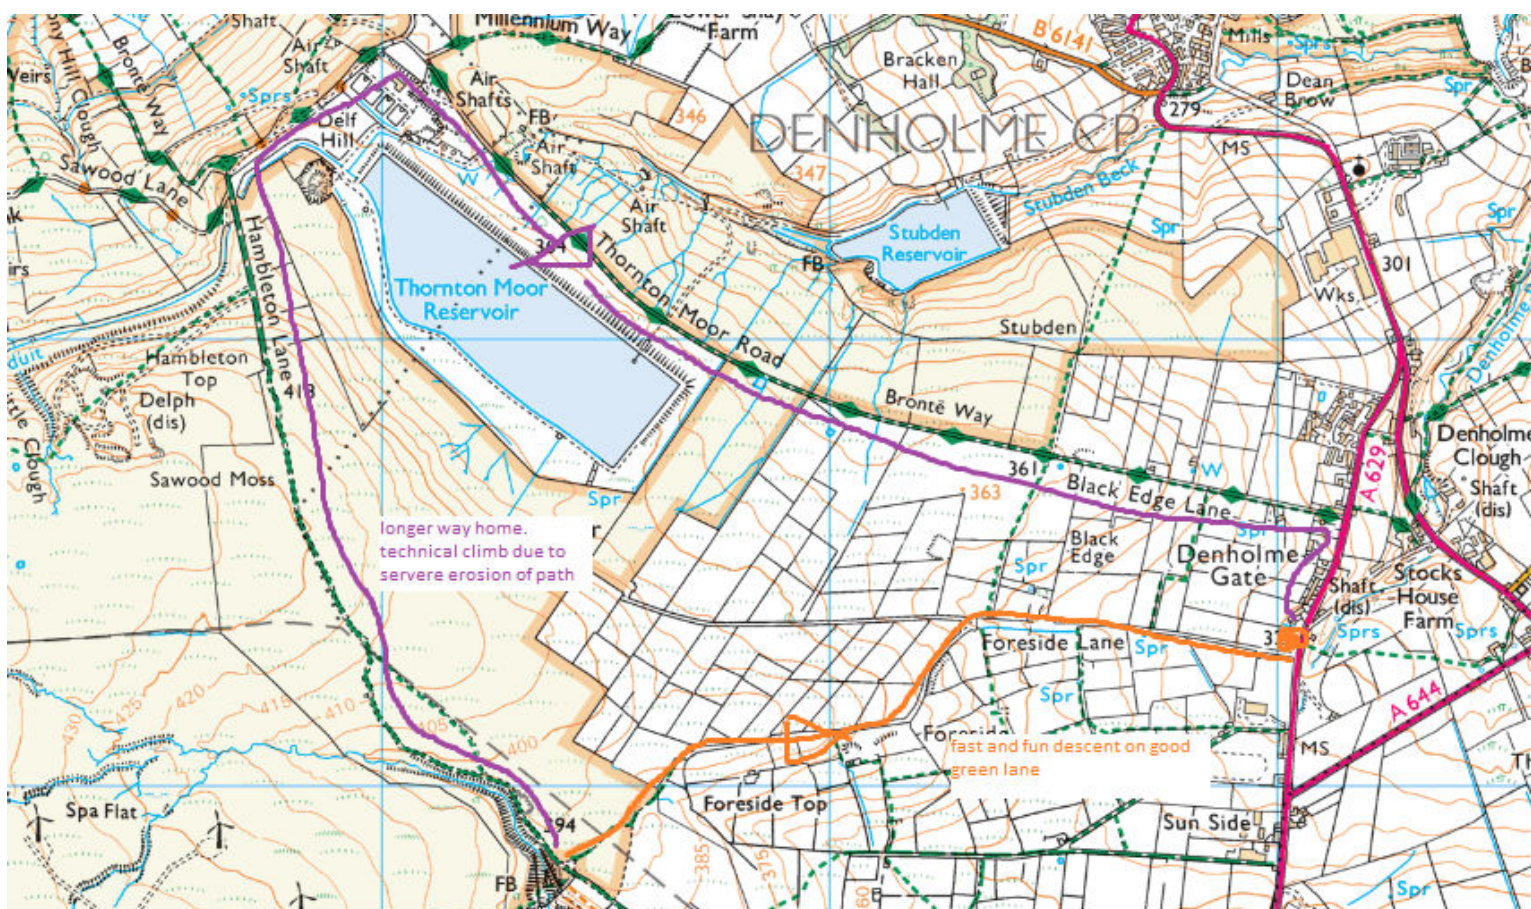 Shaft
Millennium Way
Farm
B 6141
Mills
Sprs
Bronte Way
Air
Shaft
Bracken
Hall
Spr
Dean
Brow
Air
Shafts
346
279
Sprs
FB
Delf
Hill
Air
Shaft
DENHOLME CP
MS
Sawood Lane
W
347
Stubden Beck
Air
Shaft
Spr
Spr
Hambleton Lane
Stubden
Reservoir
FB
301
Thornton Moor
Reservoir
Thornton Moor Road
Wks
Stubden
Denholme
Hambleton
Top
Delph
(dis)
413
Brontë Way
A 629
Denholme
Clough
Shaft
(dis)
361
W
Sawood Moss
363
Black Edge Lane
Spr
Spr
longer way home.
technical climb due to
servere erosion of path
Black
Edge
Denholme
Gate
Spr
Shaft
(dis)
Stocks
House
Farm
Foreside Lane
Spr
Sprs
Sprs
Spr
430
425
420
415
410
405
400
A 644
fast and fun descent on good
green lane
MS
Spa Flat
Foreside Top
385
375
Sun Side
FB
Spr